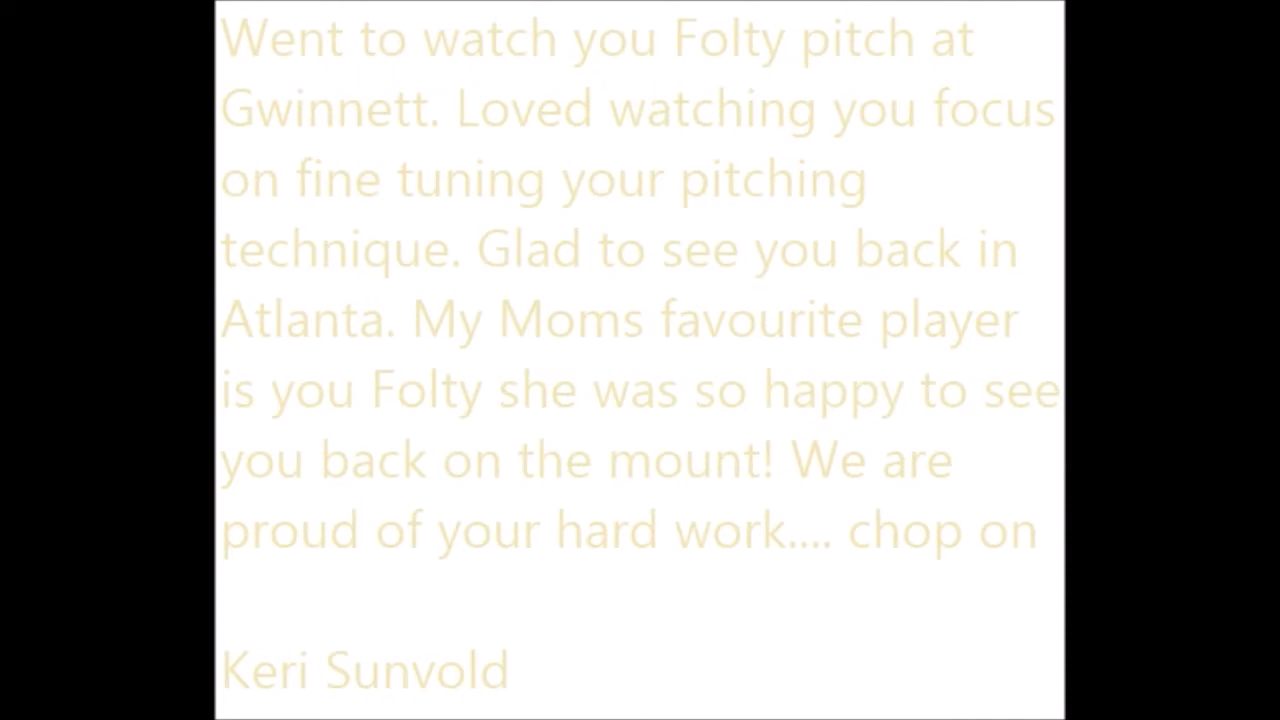 Went to watch you Folty pitch at
Gwinnett. Loved watching you focus
on fine tuning your pitching
technique. Glad to see you back in
Atlanta. My Moms favourite player
is you Folty she was so happy to see
you back on the mount! We are
proud of your hard work.... chop on
Keri Sunvold